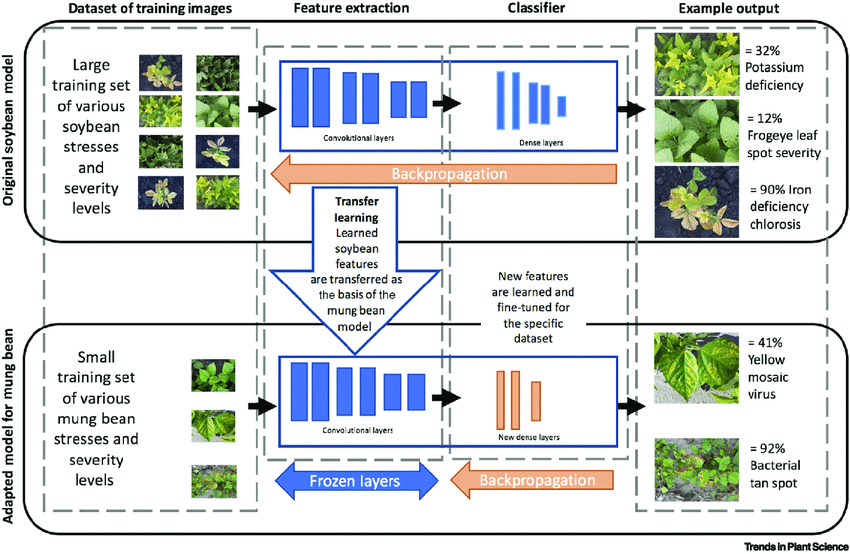 Dataset of training images
Feature extraction
Classifier
Example output
Original soybean model
Large
training set
of various
soybean
stresses
and
severity
levels
Convolutional layers
Dense layers
Backpropagation
= 32%
Potassium
deficiency
= 12%
Frogeye leaf
spot severity
= 90% Iron
deficiency
chlorosis
Transfer
learning
Learned
soybean
features
are transferred as
the basis of the
mung bean
model
New features
are learned and
fine-tuned for
the specific
dataset
Adapted model for mung bean
Small
training set
of various
mung bean
stresses and
severity
levels
Convolutional layers
New dense layers
Frozen layers
Backpropagation
= 41%
Yellow
mosaic
virus
= 92%
Bacterial
tan spot
Trends in Plant Science